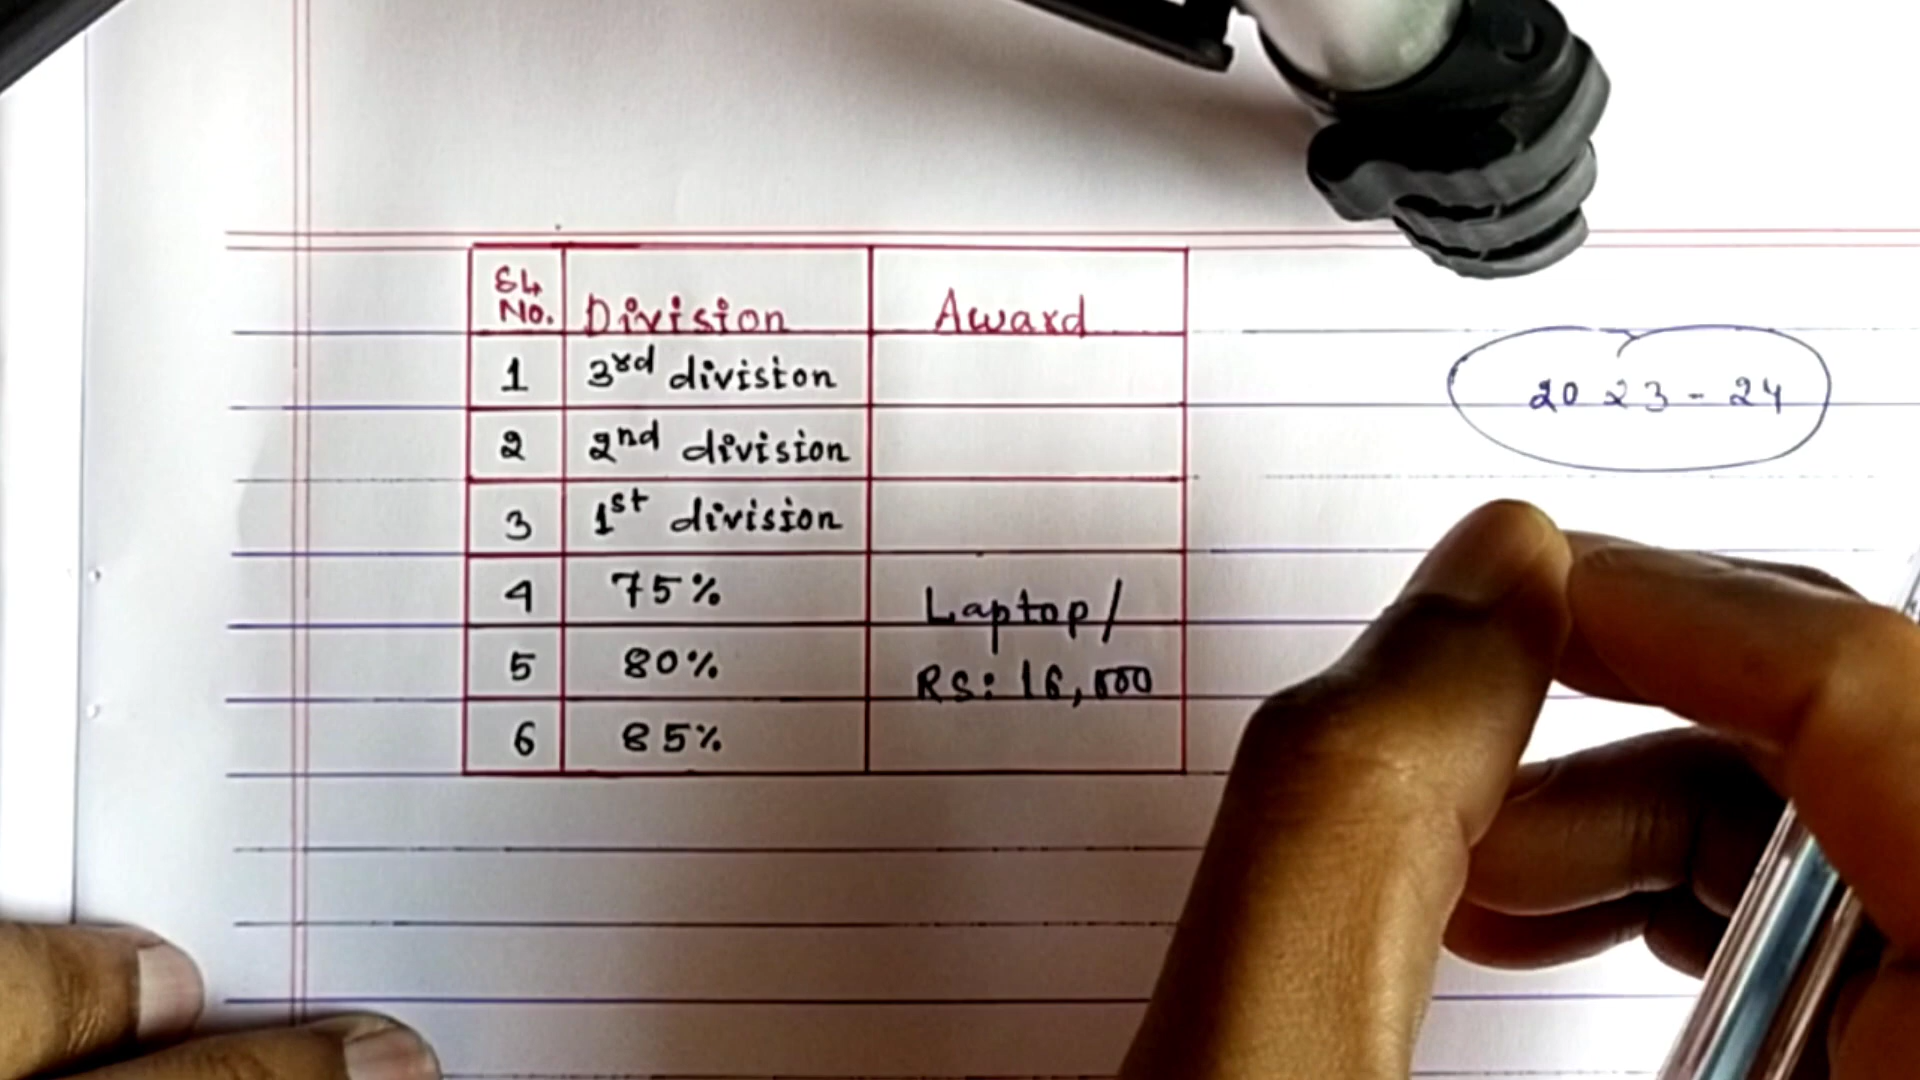 SL No. Division Award
1 3rd division
2 2nd division
3 1st division
4 75%
5 80%
6 85%
Laptop/
RS: 16,500
2023-24